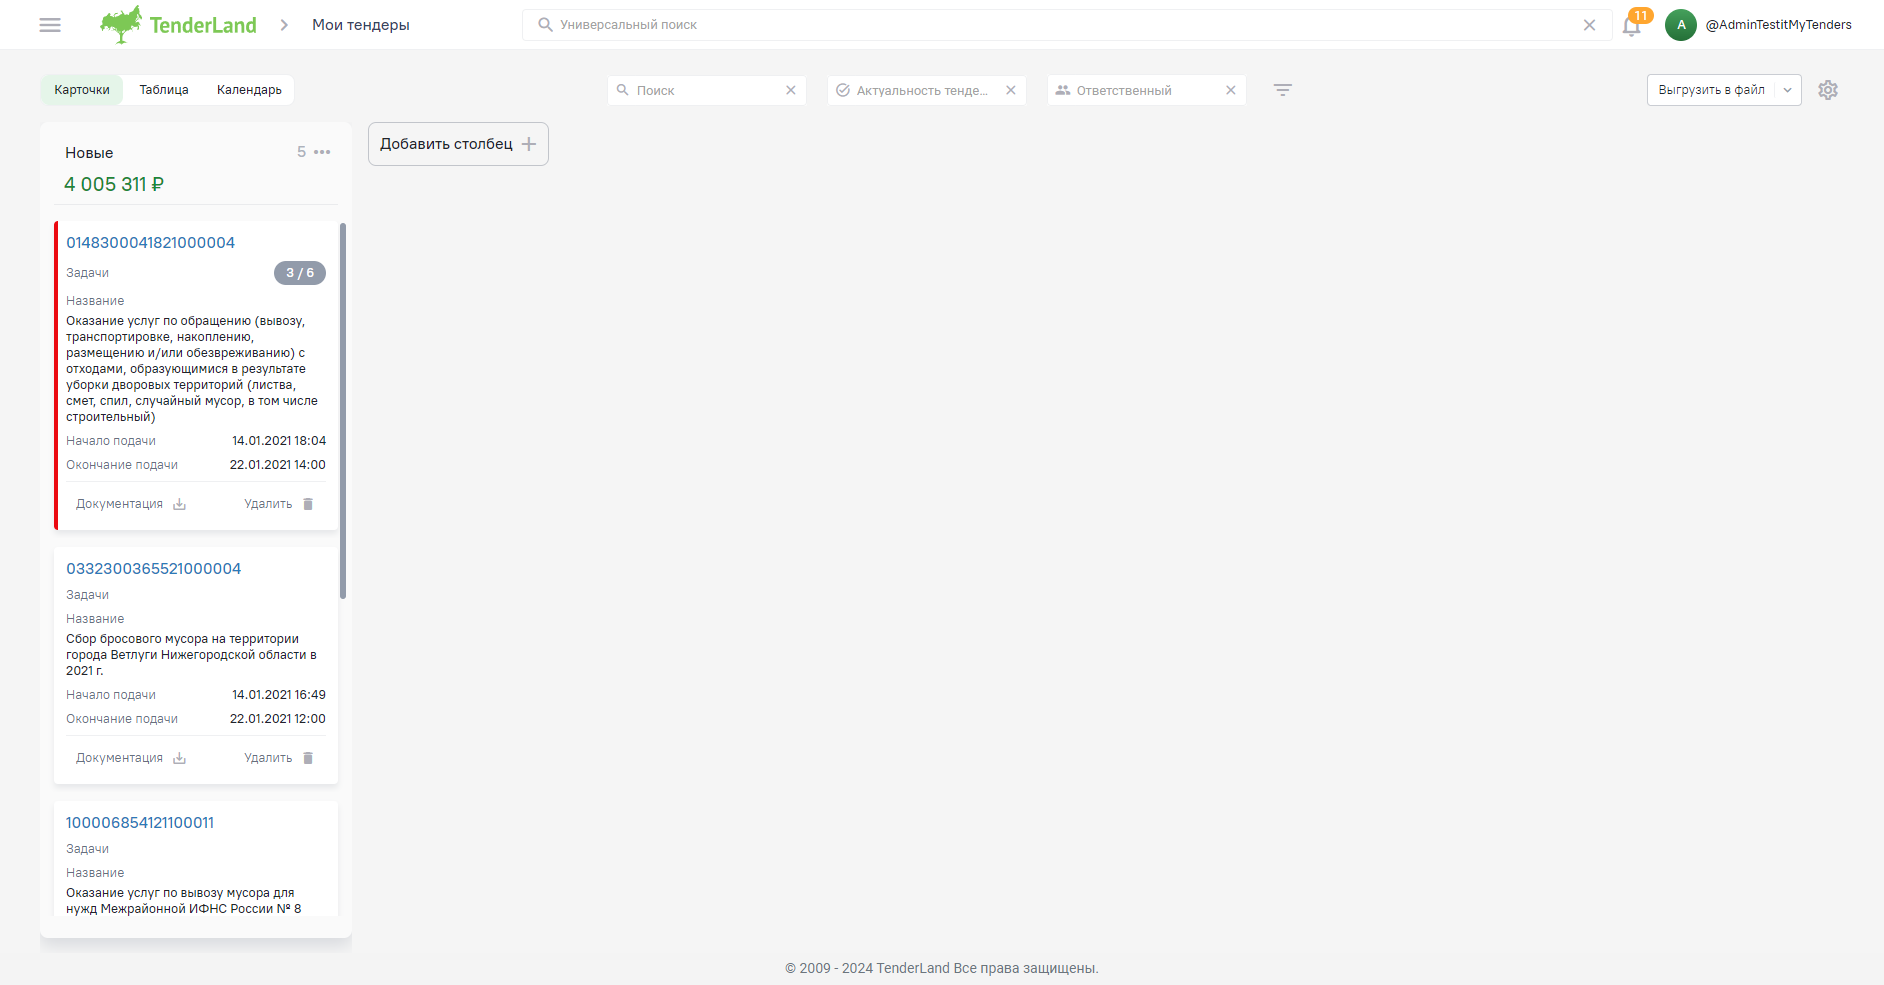 TenderLand
Мои тендеры
Универсальный поиск
11
A
@AdminTestitMyTenders
Карточки
Таблица
Календарь
Поиск
Актуальность тенде...
Ответственный
Выгрузить в файл
Новые
5
4 005 311 ₽
Добавить столбец
0148300041821000004
Задачи
3 / 6
Название
Оказание услуг по обращению (вывозу,
транспортировке, накоплению,
размещению и/или обезвреживанию) с
отходами, образующимися в результате
уборки дворовых территорий (листва,
смет, спил, случайный мусор, в том числе
строительный)
Начало подачи 14.01.2021 18:04
Окончание подачи 22.01.2021 14:00
Документация Удалить
0332300365521000004
Задачи
Название
Сбор бросового мусора на территории
города Ветлуги Нижегородской области в
2021 г.
Начало подачи 14.01.2021 16:49
Окончание подачи 22.01.2021 12:00
Документация Удалить
100006854121100011
Задачи
Название
Оказание услуг по вывозу мусора для
нужд Межрайонной ИФНС России № 8
© 2009 - 2024 TenderLand Все права защищены.